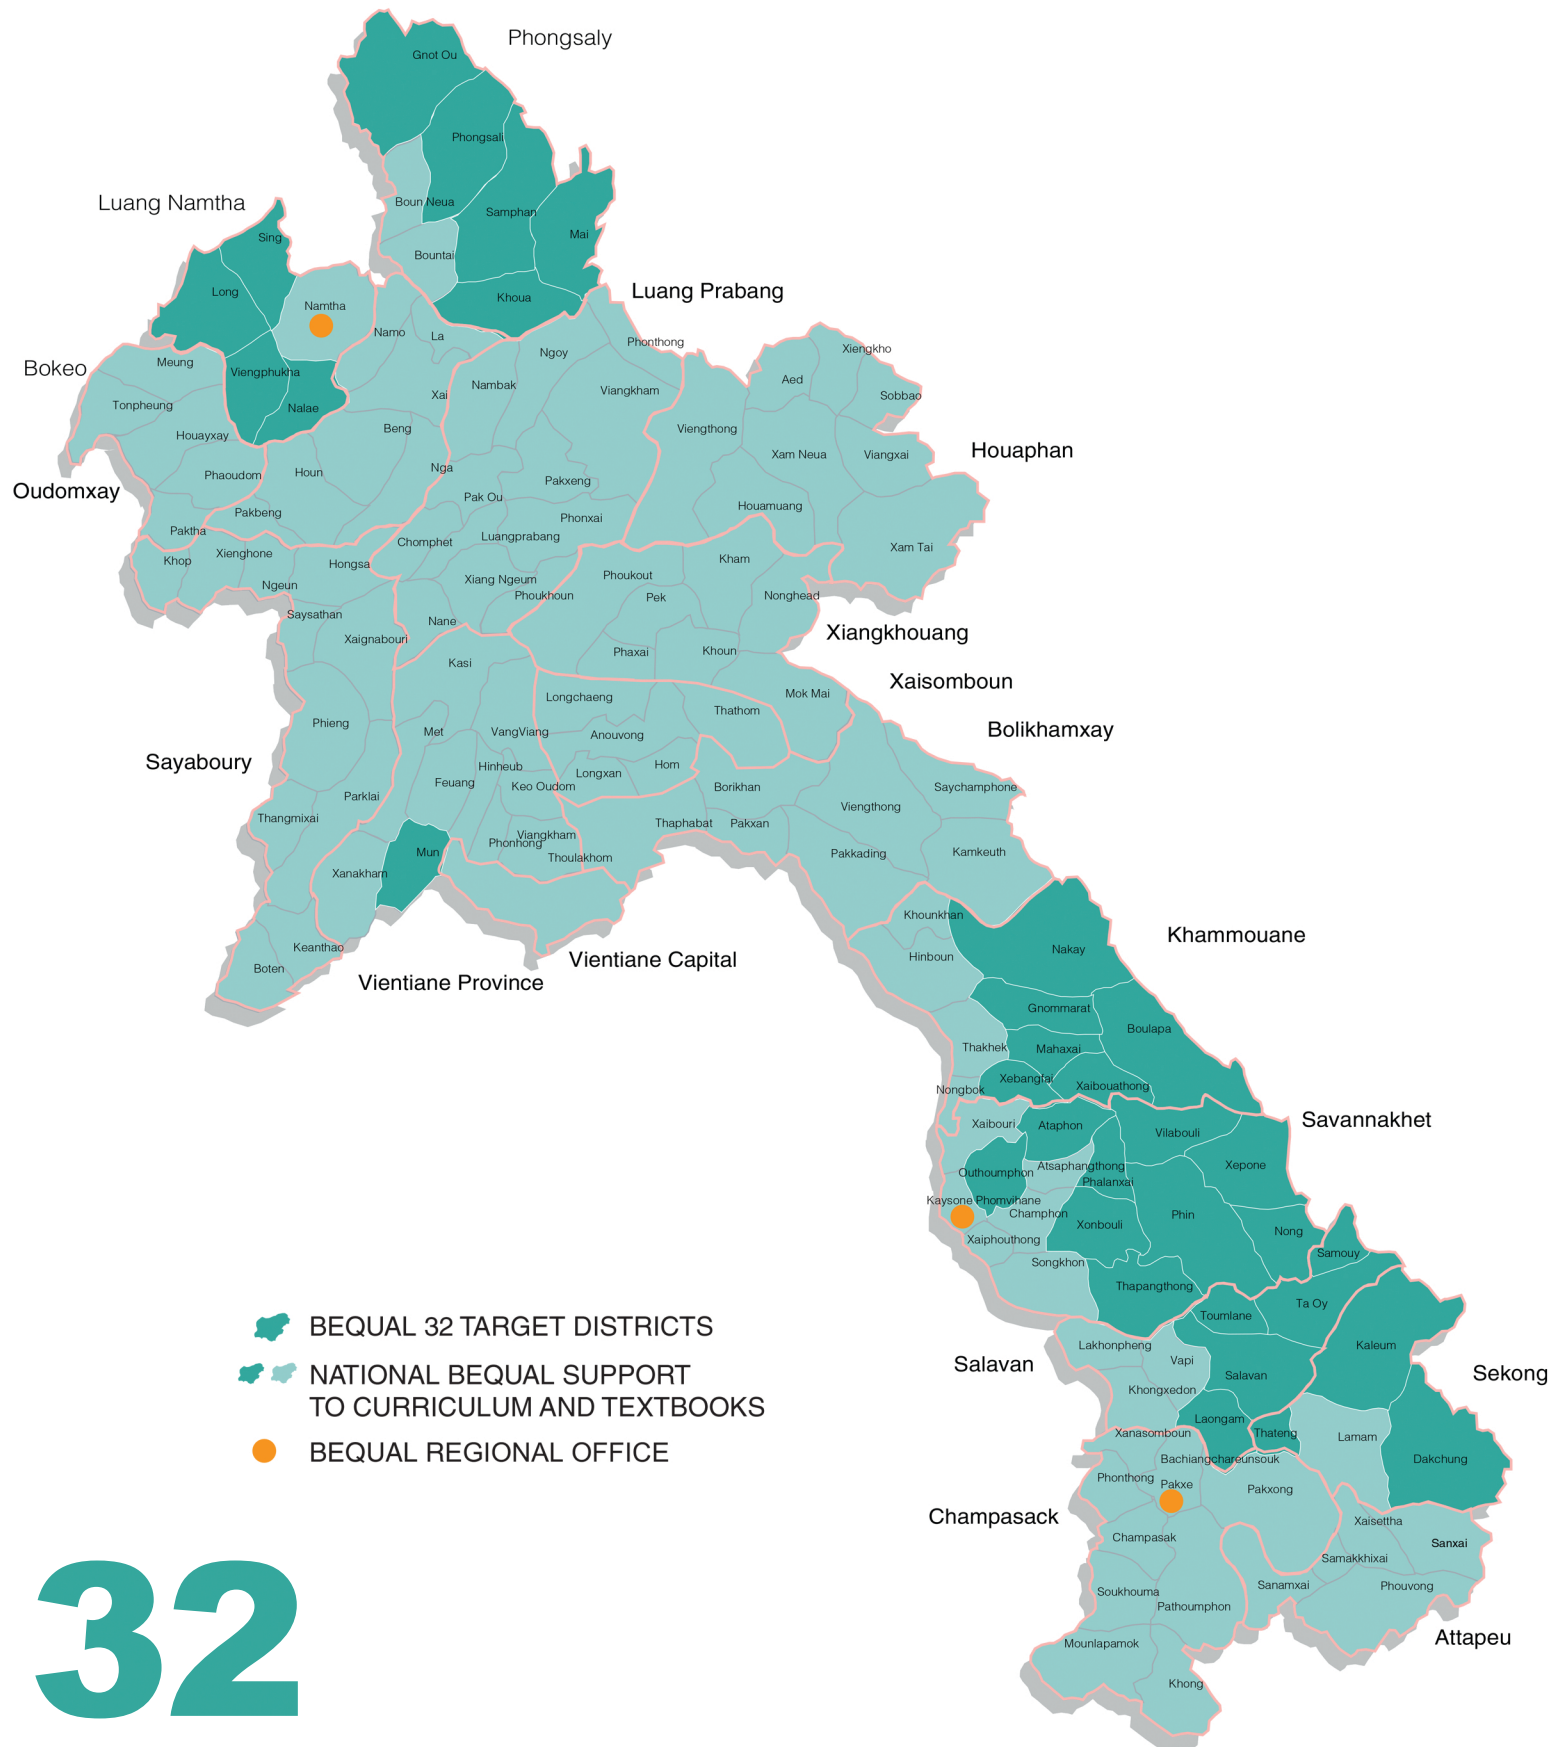 Phongsaly
Gnot Ou
Phongsali
Boun Neua
Samphan
Mai
Bountai
Khoua
Luang Namtha
Sing
Long
Namtha
Viengphukha
Nalae
Bokeo
Meung
Tonpheung
Houayxay
Phaoudom
Pakbeng
Paktha
Oudomxay
Namo
La
Xai
Beng
Houn
Nga
Luang Prabang
Phonthong
Ngoy
Nambak
Viangkham
Pakxeng
Pak Ou
Phonxai
Luangprabang
Chomphet
Xiang Ngeum
Phoukhoun
Nane
Houaphan
Xiengkho
Aed
Sobbao
Viengthong
Xam Neua
Viangxai
Houamuang
Xam Tai
Xiangkhouang
Kham
Phoukout
Pek
Nonghead
Phaxai
Khoun
Mok Mai
Sayaboury
Khop
Xienghone
Hongsa
Ngeun
Saysathan
Xaignabouri
Phieng
Parklai
Thangmixai
Keanthao
Boten
Vientiane Province
Kasi
Met
VangViang
Hinheub
Feuang
Keo Oudom
Viangkham
Phonhong
Thoulakhom
Mun
Xanakham
Vientiane Capital
Xaisomboun
Longchaeng
Thathom
Anouvong
Hom
Longxan
Bolikhamxay
Borikhan
Saychamphone
Viengthong
Thaphabat
Pakxan
Pakkading
Kamkeuth
Khammouane
Khounkhan
Nakay
Hinboun
Gnommarat
Boulapa
Thakhek
Mahaxai
Xebangfai
Xaibouathong
Nongbok
Savannakhet
Xaibouri
Ataphon
Vilabouli
Outhoumphon
Atsaphangthong
Xepone
Phalanxai
Kaysone Phomvihane
Champhon
Xonbouli
Phin
Xaiphouthong
Nong
Songkhon
Thapangthong
Salavan
Samouy
Ta Oy
Toumlane
Lakhonpheng
Vapi
Salavan
Khongxedon
Laongam
Sekong
Kaleum
Thateng
Lamam
Dakchung
Champasack
Xanasomboun
Bachiangchareunsouk
Phonthong
Pakxe
Pakxong
Champasak
Soukhouma
Pathoumphon
Mounlapamok
Khong
Attapeu
Xaisettha
Sanxai
Samakkhixai
Sanamxai
Phouvong
BEQUAL 32 TARGET DISTRICTS
NATIONAL BEQUAL SUPPORT
TO CURRICULUM AND TEXTBOOKS
BEQUAL REGIONAL OFFICE
32